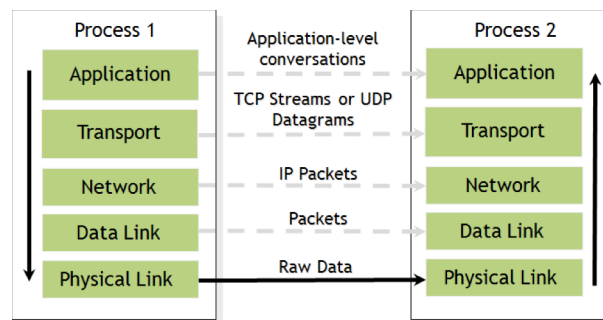 Process 1
Application
Transport
Network
Data Link
Physical Link
Application-level
conversations
TCP Streams or UDP
Datagrams
IP Packets
Packets
Raw Data
Process 2
Application
Transport
Network
Data Link
Physical Link